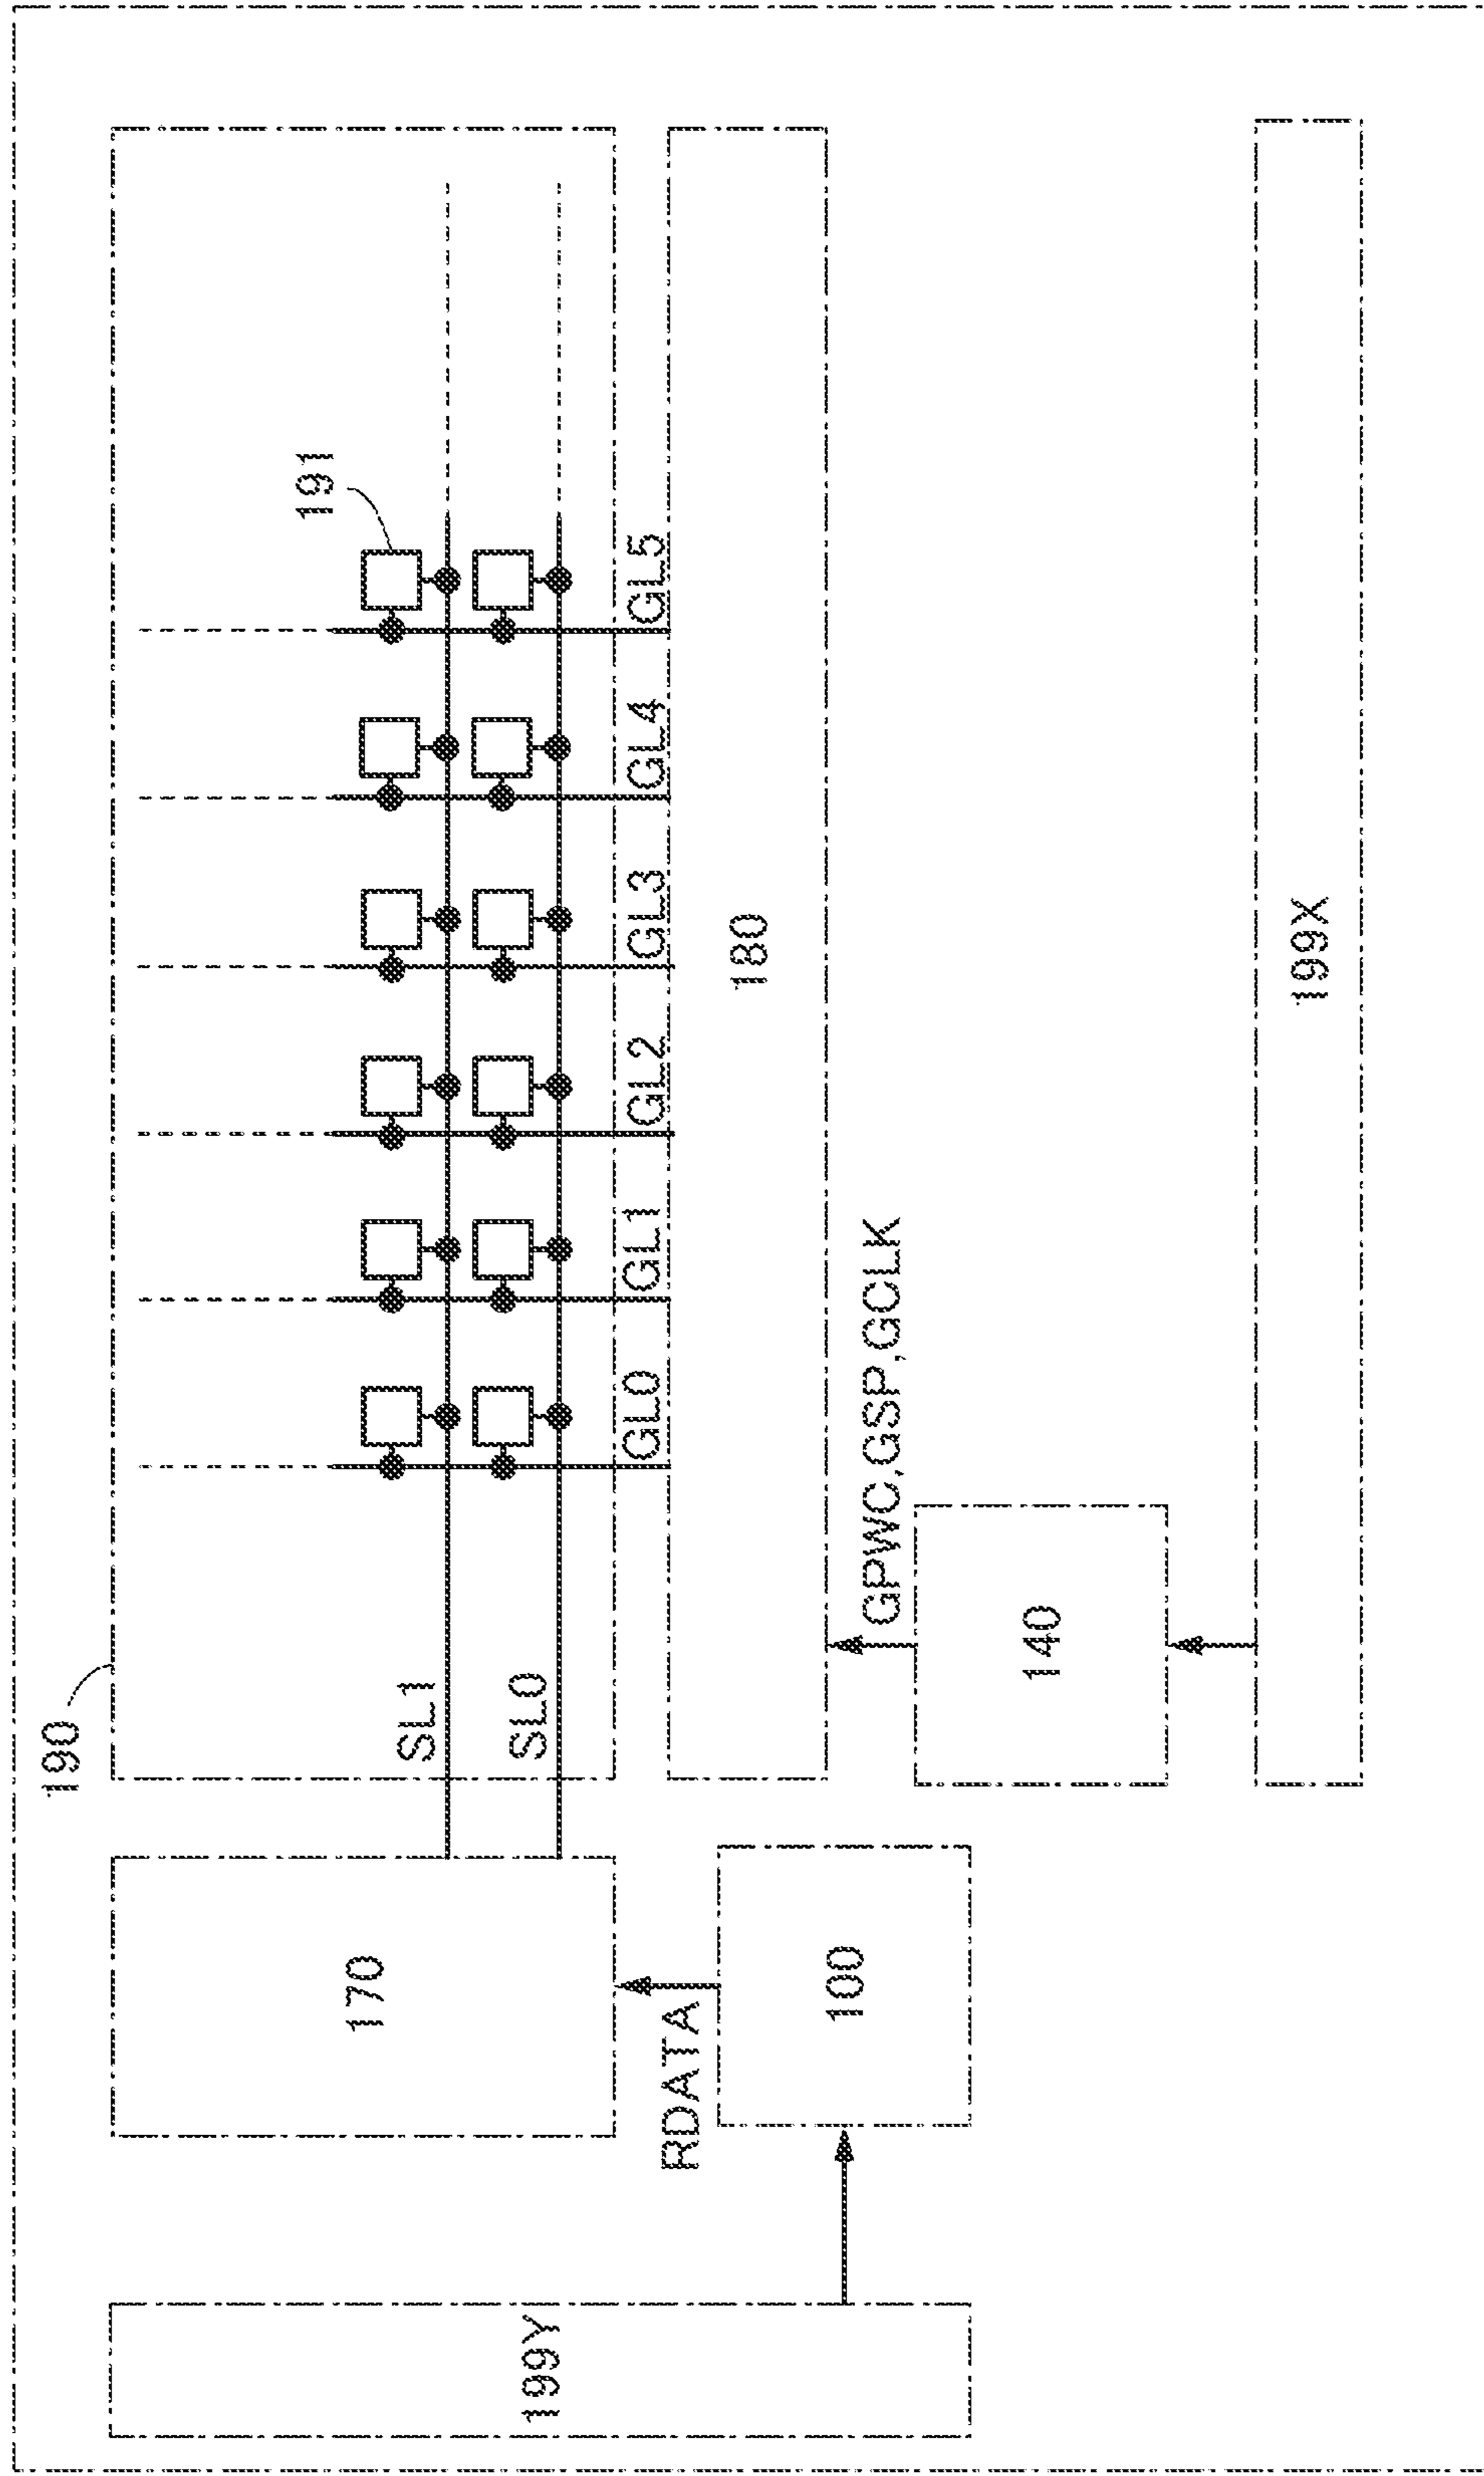 199Y
170
RDATA
100
190
SL1
SL0
GL0
GL1
GL2
GL3
GL4
GL5
191
180
GPWC,GSP,GCLK
140
199X